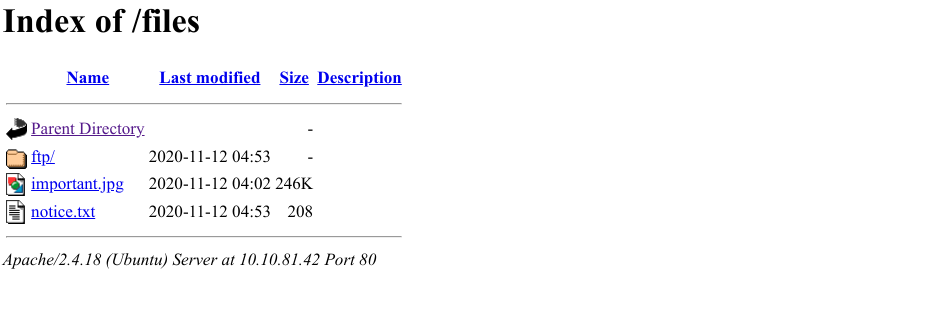 Index of /files
Name Last modified Size Description
Parent Directory -
ftp/ 2020-11-12 04:53 -
important.jpg 2020-11-12 04:02 246K
notice.txt 2020-11-12 04:53 208
Apache/2.4.18 (Ubuntu) Server at 10.10.81.42 Port 80